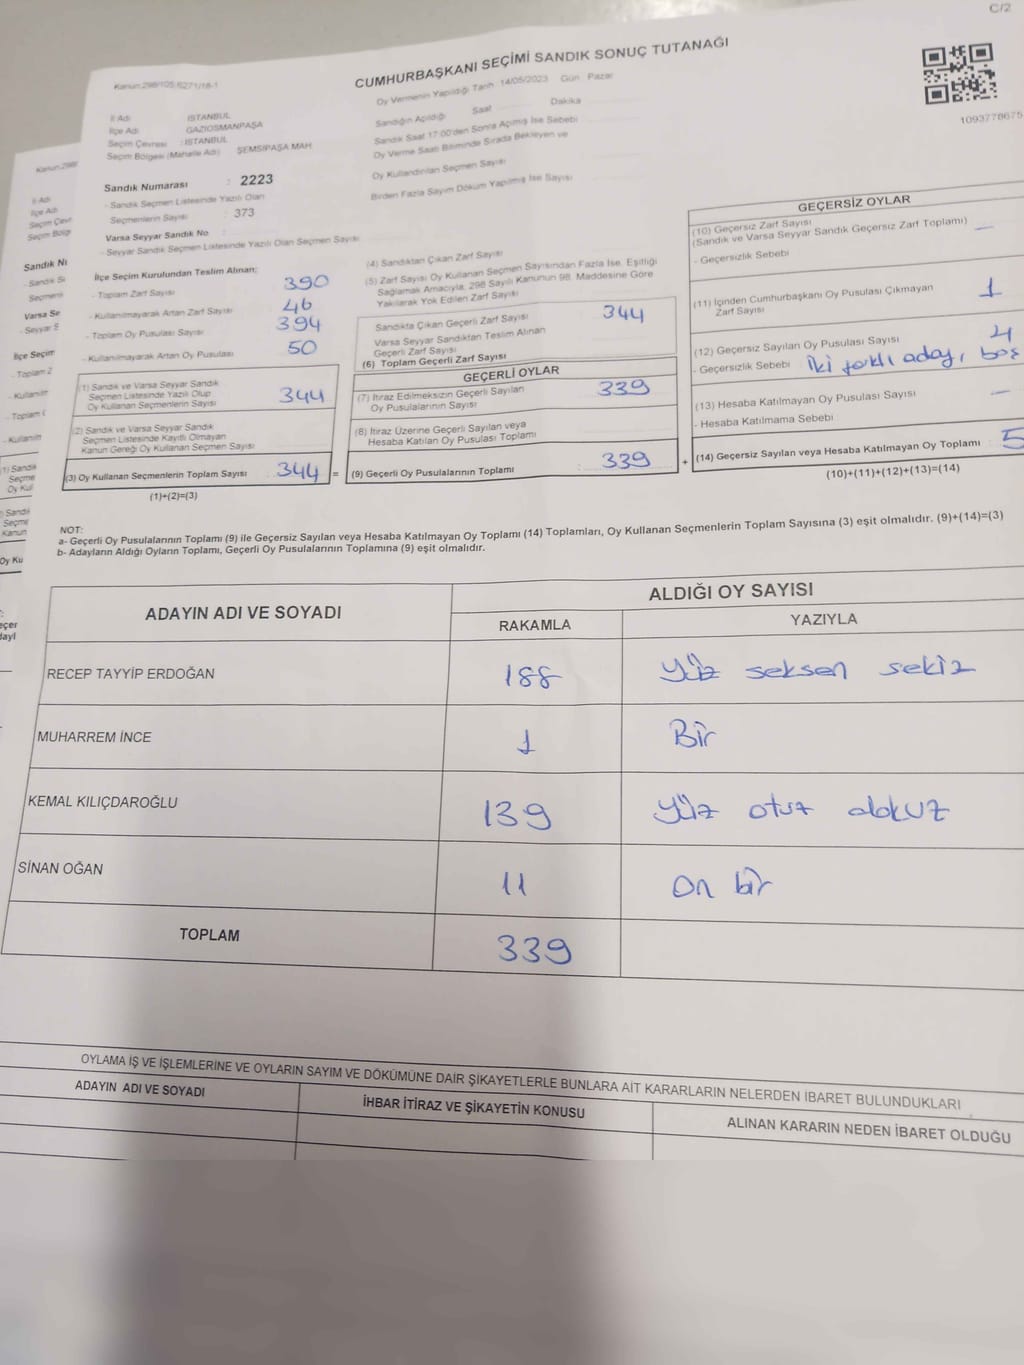 C/2
Kanun:298/105;6271/18-1
CUMHURBAŞKANI SEÇİMİ SANDIK SONUÇ TUTANAĞI
1093778675
İl Adı : İSTANBUL
İlçe Adı : GAZİOSMANPAŞA
Seçim Çevresi : İSTANBUL
Seçim Bölgesi (Mahalle Adı) : ŞEMSİPAŞA MAH
Sandık Numarası : 2223
- Sandık Seçmen Listesinde Yazılı Olan
Seçmenlerin Sayısı : 373
Varsa Seyyar Sandık No :
- Seyyar Sandık Seçmen Listesinde Yazılı Olan Seçmen Sayısı
Oy Vermenin Yapıldığı Tarih 14/05/2023 Gün Pazar
Sandığın Açıldığı Saat Dakika
Sandık Saat 17:00'den Sonra Açılmış İse Sebebi
Oy Verme Saati Bitiminde Sırada Bekleyen ve
Oy Kullandırılan Seçmen Sayısı
Birden Fazla Sayım Döküm Yapılmış İse Sayısı
İlçe Seçim Kurulundan Teslim Alınan;
- Toplam Zarf Sayısı 390
- Kullanılmayarak Artan Zarf Sayısı 46
- Toplam Oy Pusulası Sayısı 394
- Kullanılmayarak Artan Oy Pusulası 50
(1) Sandık ve Varsa Seyyar Sandık
Seçmen Listesinde Yazılı Olup
Oy Kullanan Seçmenlerin Sayısı 344
(2) Sandık ve Varsa Seyyar Sandık
Seçmen Listesinde Kayıtlı Olmayan
Kanun Gereği Oy Kullanan Seçmen Sayısı
(3) Oy Kullanan Seçmenlerin Toplam Sayısı : 344 =
(1)+(2)=(3)
(4) Sandıktan Çıkan Zarf Sayısı
(5) Zarf Sayısı Oy Kullanan Seçmen Sayısından Fazla İse, Eşitliği
Sağlamak Amacıyla, 298 Sayılı Kanunun 98. Maddesine Göre
Yakılarak Yok Edilen Zarf Sayısı
Sandıkta Çıkan Geçerli Zarf Sayısı 344
Varsa Seyyar Sandıktan Teslim Alınan
Geçerli Zarf Sayısı
(6) Toplam Geçerli Zarf Sayısı
GEÇERLİ OYLAR
(7) İtiraz Edilmeksizin Geçerli Sayılan
Oy Pusulalarının Sayısı : 339
(8) İtiraz Üzerine Geçerli Sayılan veya
Hesaba Katılan Oy Pusulası Toplamı
(9) Geçerli Oy Pusulalarının Toplamı : 339 +
GEÇERSİZ OYLAR
(10) Geçersiz Zarf Sayısı
(Sandık ve Varsa Seyyar Sandık Geçersiz Zarf Toplamı) —
- Geçersizlik Sebebi
(11) İçinden Cumhurbaşkanı Oy Pusulası Çıkmayan
Zarf Sayısı 1
(12) Geçersiz Sayılan Oy Pusulası Sayısı 4
- Geçersizlik Sebebi İki farklı aday, boş
(13) Hesaba Katılmayan Oy Pusulası Sayısı —
- Hesaba Katılmama Sebebi
(14) Geçersiz Sayılan veya Hesaba Katılmayan Oy Toplamı : 5
(10)+(11)+(12)+(13)=(14)
NOT:
a- Geçerli Oy Pusulalarının Toplamı (9) ile Geçersiz Sayılan veya Hesaba Katılmayan Oy Toplamı (14) Toplamları, Oy Kullanan Seçmenlerin Toplam Sayısına (3) eşit olmalıdır. (9)+(14)=(3)
b- Adayların Aldığı Oyların Toplamı, Geçerli Oy Pusulalarının Toplamına (9) eşit olmalıdır.
ADAYIN ADI VE SOYADI ALDIĞI OY SAYISI
RAKAMLA YAZIYLA
RECEP TAYYİP ERDOĞAN 188 Yüz seksen sekiz
MUHARREM İNCE 1 Bir
KEMAL KILIÇDAROĞLU 139 Yüz otuz dokuz
SİNAN OĞAN 11 On bir
TOPLAM 339
OYLAMA İŞ VE İŞLEMLERİNE VE OYLARIN SAYIM VE DÖKÜMÜNE DAİR ŞİKAYETLERLE BUNLARA AİT KARARLARIN NELERDEN İBARET BULUNDUKLARI
ADAYIN ADI VE SOYADI İHBAR İTİRAZ VE ŞİKAYETİN KONUSU ALINAN KARARIN NEDEN İBARET OLDUĞU